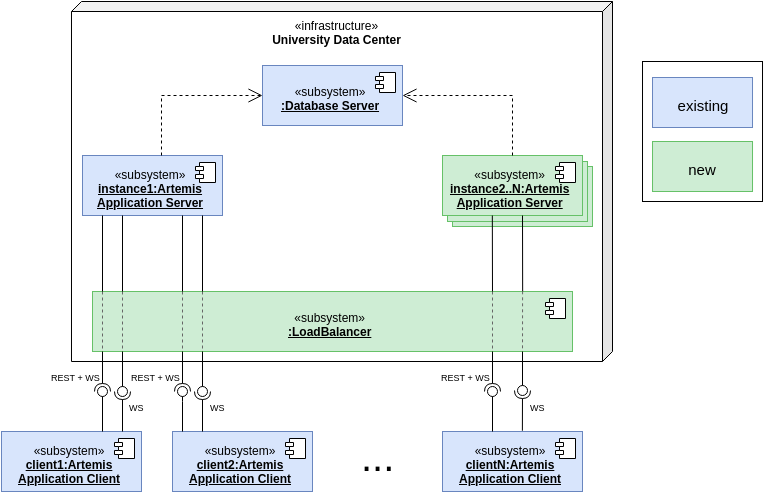 «infrastructure»
University Data Center
«subsystem»
:Database Server
existing
new
«subsystem»
instance1:Artemis
Application Server
«subsystem»
instance2..N:Artemis
Application Server
«subsystem»
:LoadBalancer
REST + WS
WS
REST + WS
WS
REST + WS
WS
«subsystem»
client1:Artemis
Application Client
«subsystem»
client2:Artemis
Application Client
...
«subsystem»
clientN:Artemis
Application Client